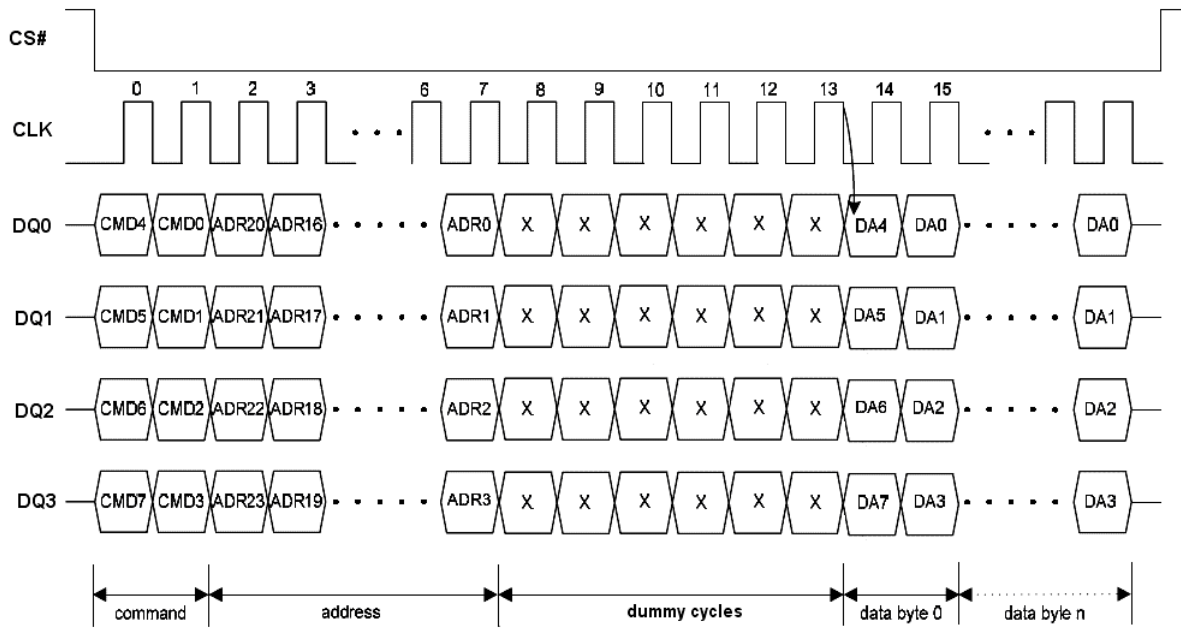 CS#
0 1 2 3 6 7 8 9 10 11 12 13 14 15
CLK
DQ0 CMD4 CMD0 ADR20 ADR16 ADR0 X X X X X X DA4 DA0 DA0
DQ1 CMD5 CMD1 ADR21 ADR17 ADR1 X X X X X X DA5 DA1 DA1
DQ2 CMD6 CMD2 ADR22 ADR18 ADR2 X X X X X X DA6 DA2 DA2
DQ3 CMD7 CMD3 ADR23 ADR19 ADR3 X X X X X X DA7 DA3 DA3
command address dummy cycles data byte 0 data byle n